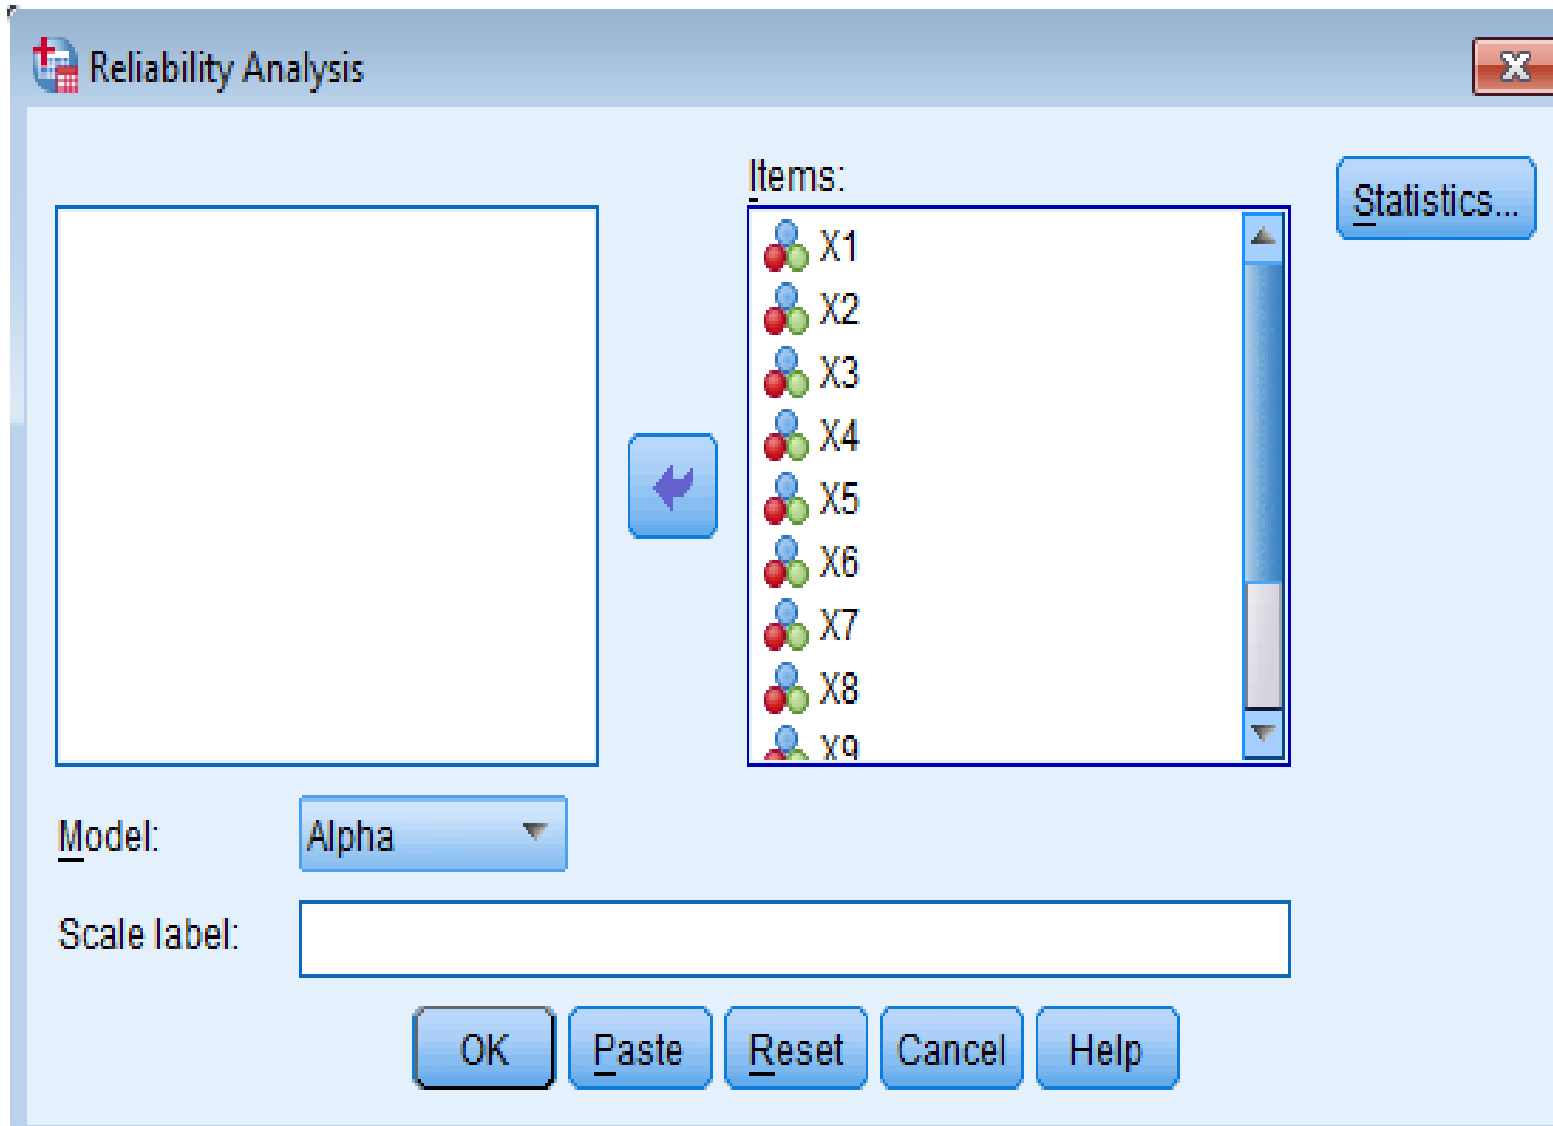 Reliability Analysis
Items:
Statistics...
X1
X2
X3
X4
X5
X6
X7
X8
X9
Model:
Alpha
Scale label:
OK
Paste
Reset
Cancel
Help